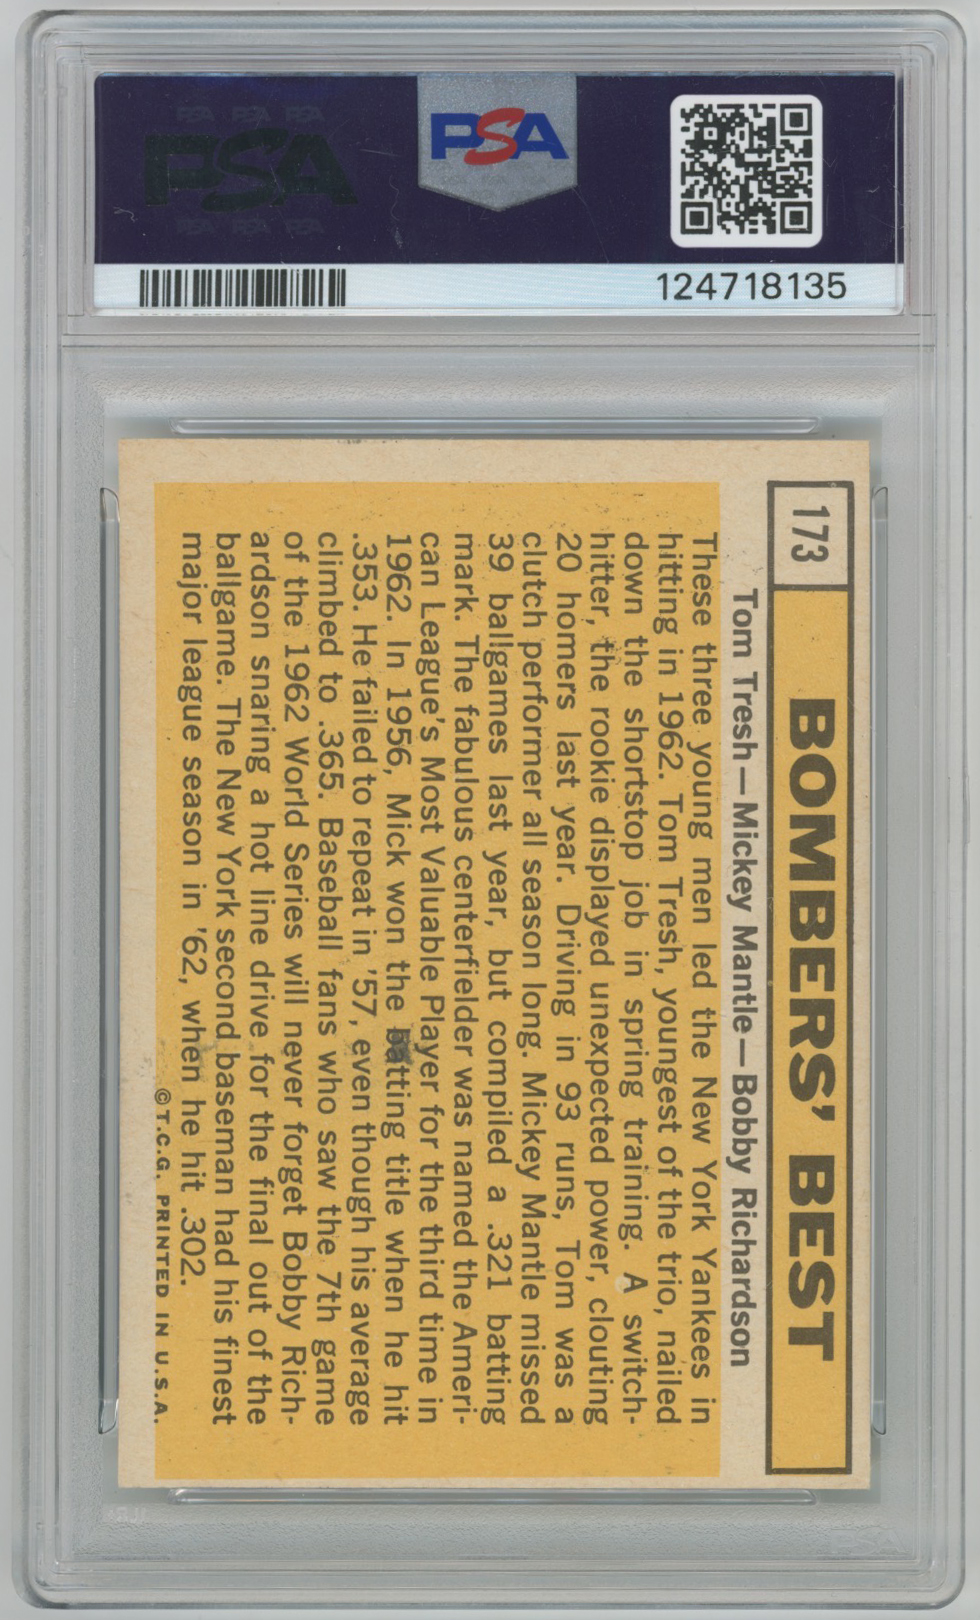 PSA PSA PSA
PSA
PSA PSA PSA
PSA
124718135
173
BOMBERS' BEST
Tom Tresh—Mickey Mantle—Bobby Richardson
These three young men led the New York Yankees in
hitting in 1962. Tom Tresh, youngest of the trio, nailed
down the shortstop job in spring training. A switch-
hitter, the rookie displayed unexpected power, clouting
20 homers last year. Driving in 93 runs, Tom was a
clutch performer all season long. Mickey Mantle missed
39 ballgames last year, but compiled a .321 batting
mark. The fabulous centerfielder was named the Ameri-
can League's Most Valuable Player for the third time in
1962. In 1956, Mick won the batting title when he hit
.353. He failed to repeat in '57, even though his average
climbed to .365. Baseball fans who saw the 7th game
of the 1962 World Series will never forget Bobby Rich-
ardson snaring a hot line drive for the final out of the
ballgame. The New York second baseman had his finest
major league season in '62, when he hit .302.
©T.C.G. PRINTED IN U.S.A.